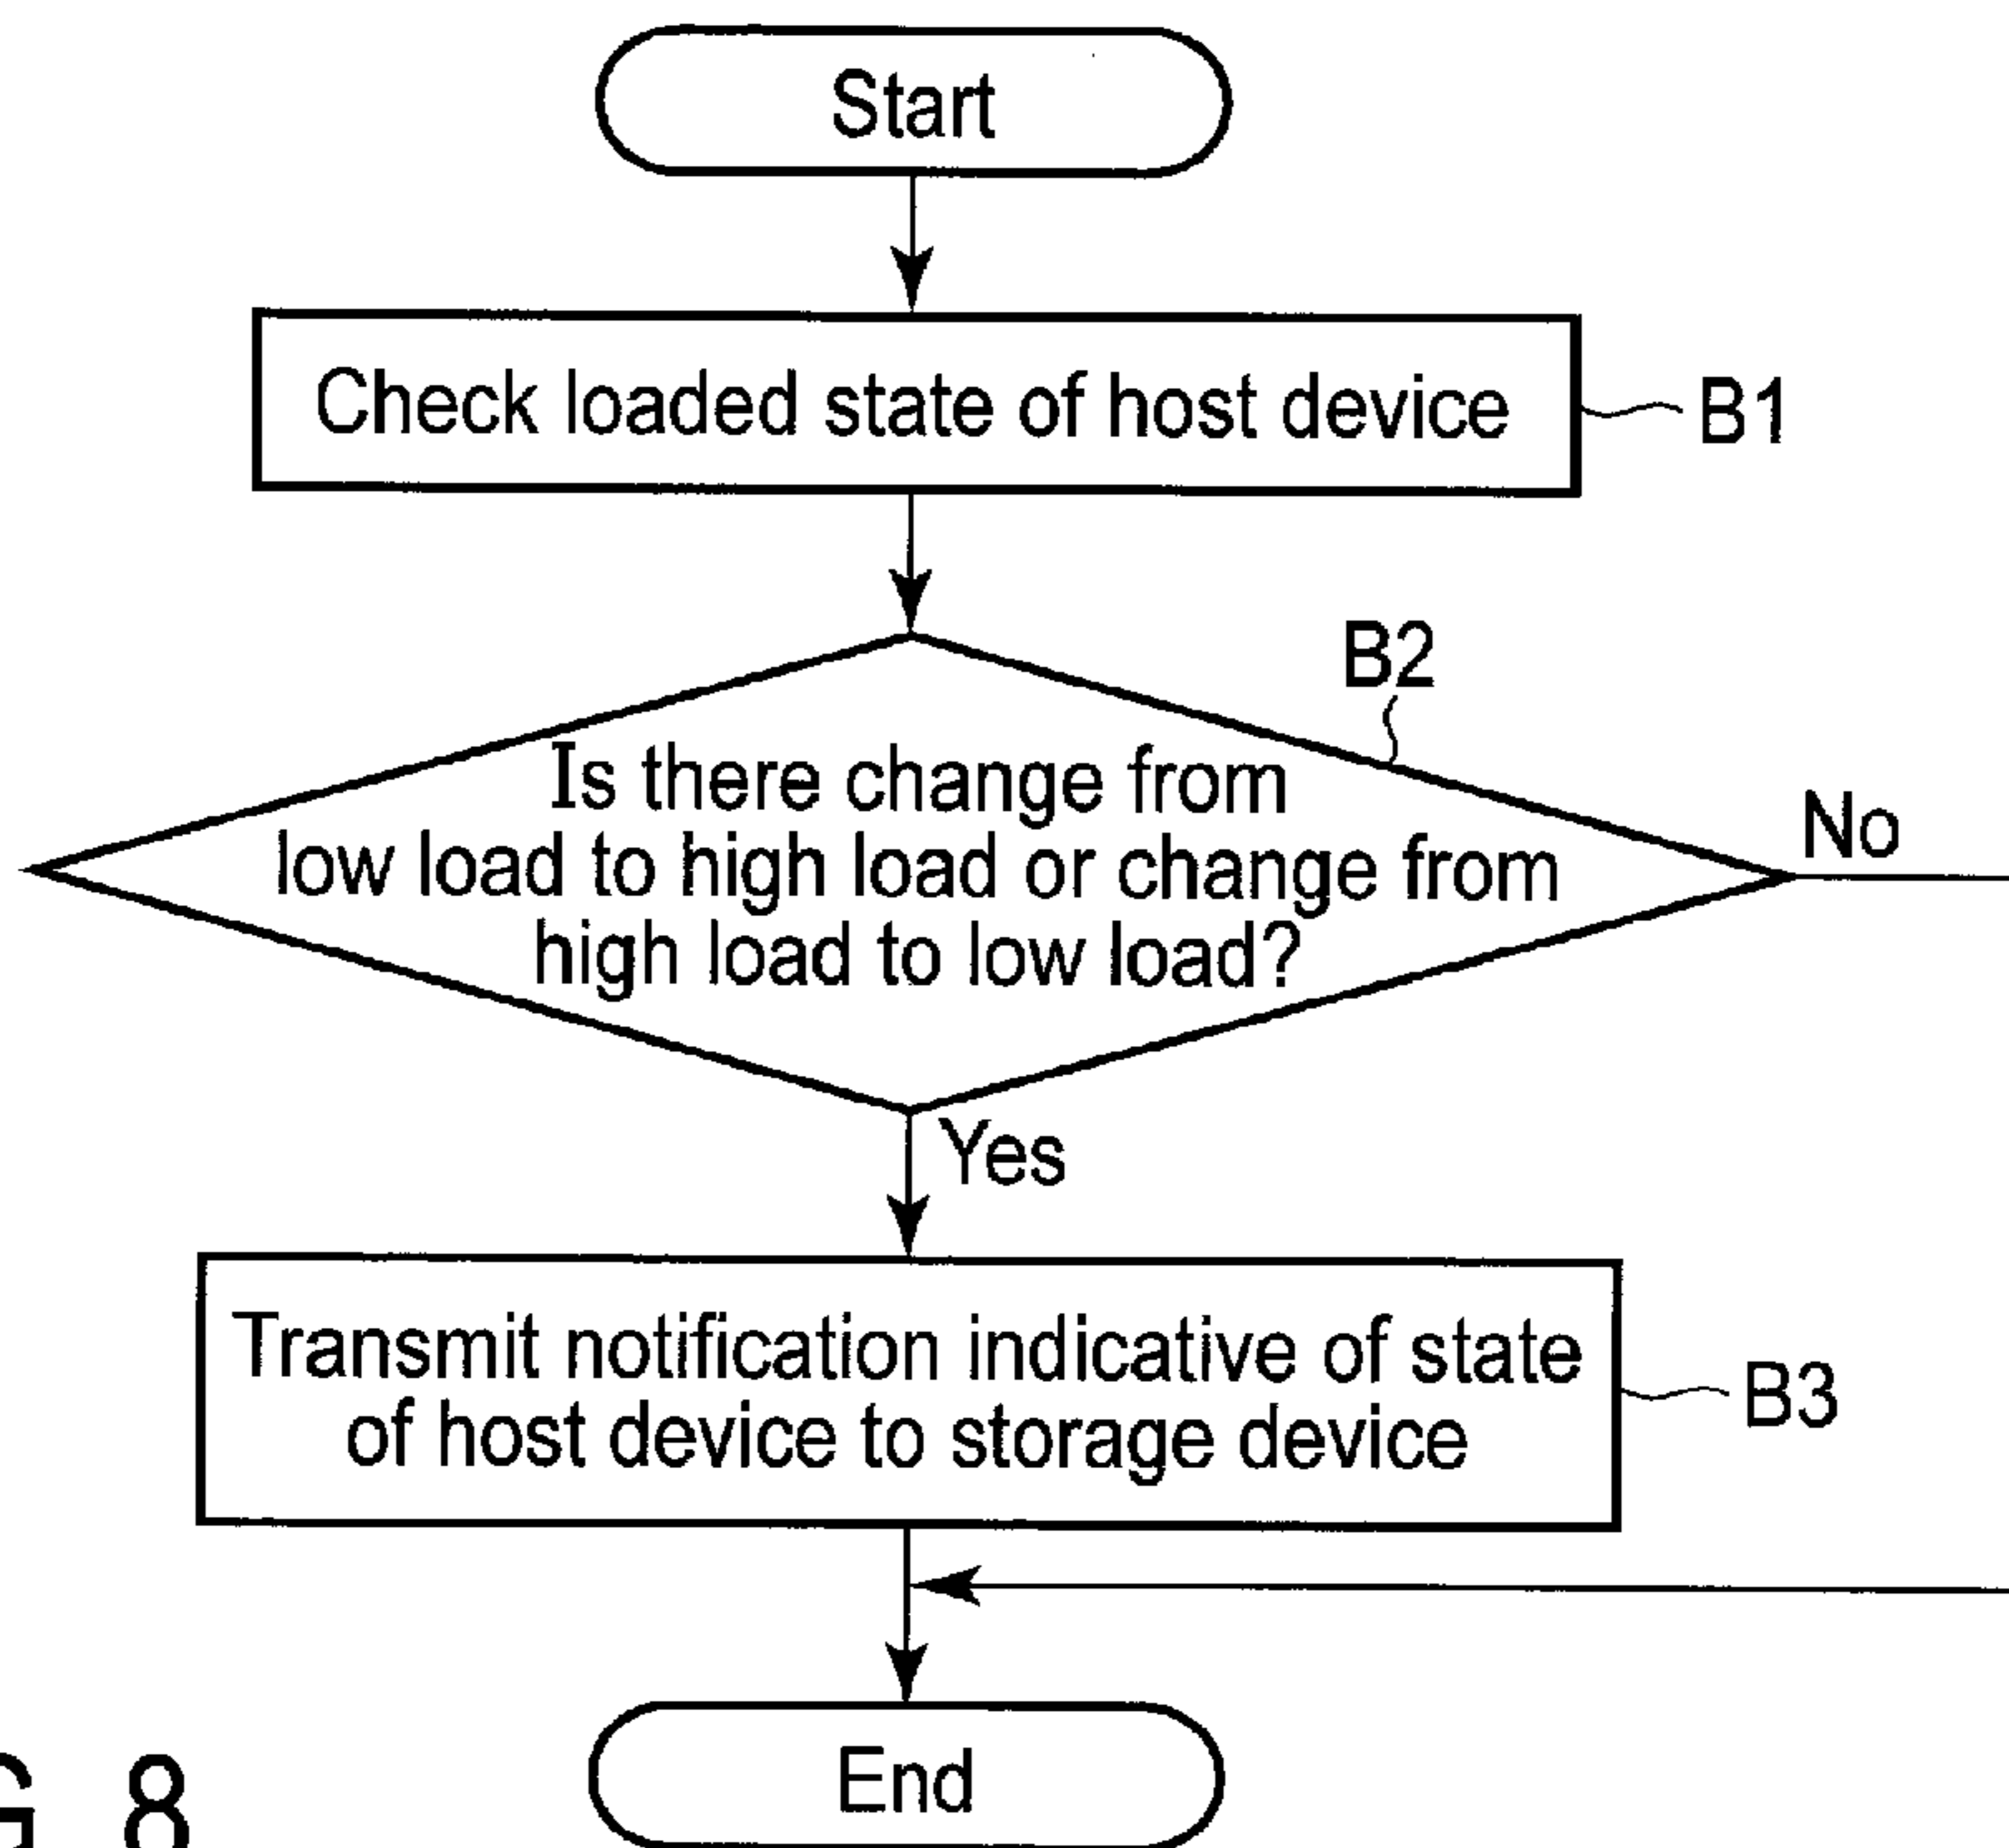 Start
Check loaded state of host device
B1
B2
Is there change from
low load to high load or change from
high load to low load?
No
Yes
Transmit notification indicative of state
of host device to storage device
B3
End
G 8